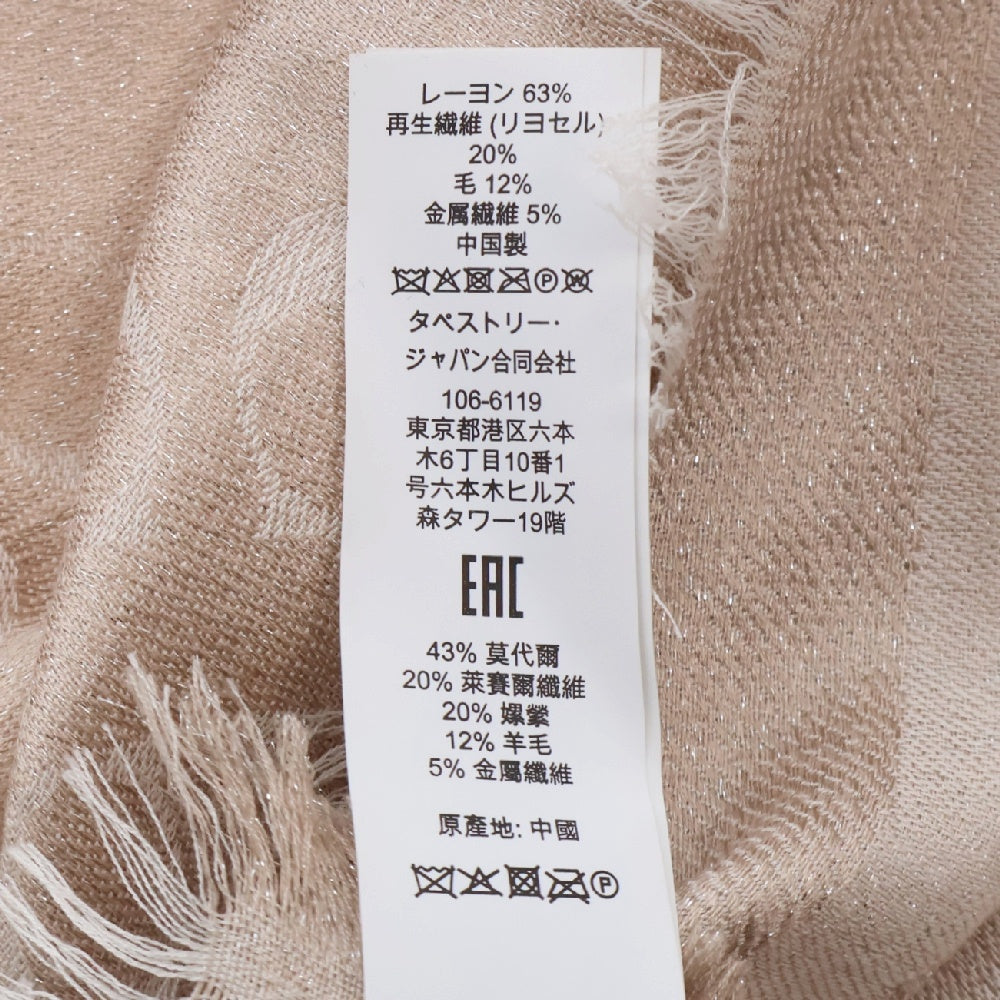 レーヨン 63%
再生繊維 (リヨセル)
20%
毛 12%
金属繊維 5%
中国製
P W
タペストリー・
ジャパン合同会社
106-6119
東京都港区六本
木6丁目10番1
号六本木ヒルズ
森タワー19階
EAC
43% 莫代爾
20% 萊賽爾纖維
20% 嫘縈
12% 羊毛
5% 金屬纖維
原產地: 中國
P